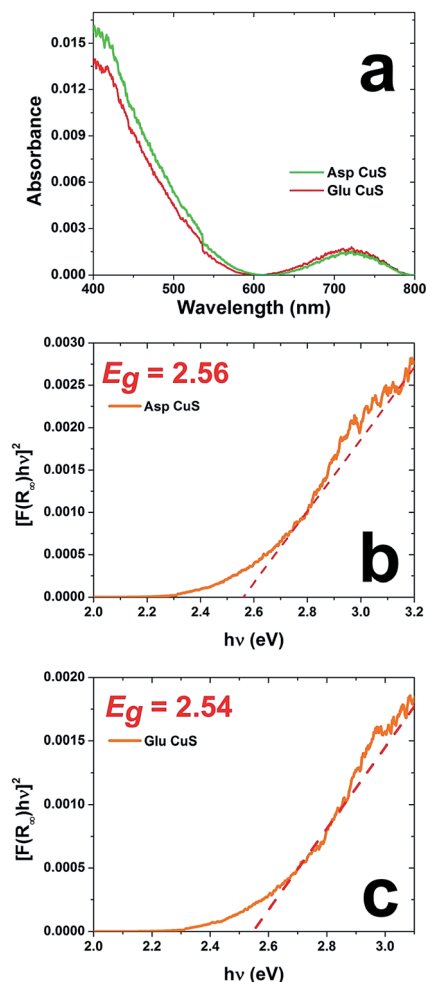 a
0.015
0.012
0.009
0.006
0.003
0.000
Absorbance
Asp CuS
Glu CuS
400 500 600 700 800
Wavelength (nm)
0.0030
0.0025
0.0020
0.0015
0.0010
0.0005
0.0000
[F(R∞)hν]²
Eg = 2.56
Asp CuS
b
2.0 2.2 2.4 2.6 2.8 3.0 3.2
hν (eV)
0.0020
0.0015
0.0010
0.0005
0.0000
[F(R∞)hν]²
Eg = 2.54
Glu CuS
c
2.0 2.2 2.4 2.6 2.8 3.0
hν (eV)